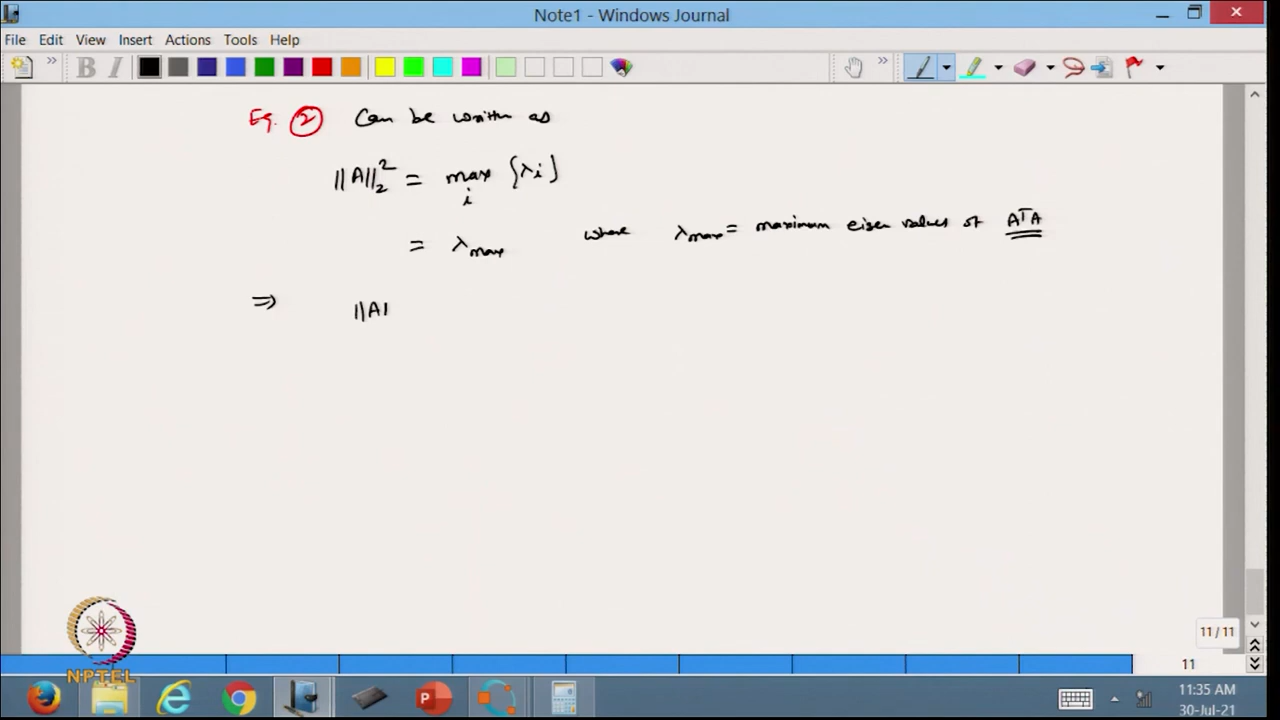 Note1 - Windows Journal
File Edit View Insert Actions Tools Help
Eq. ② Can be written as
||A||₂² = max {λi}
i
= λmax where λmax = maximum eigen values of AᵀA
⇒ ||A|
11 / 11
NPTEL
11
11:35 AM
30-Jul-21